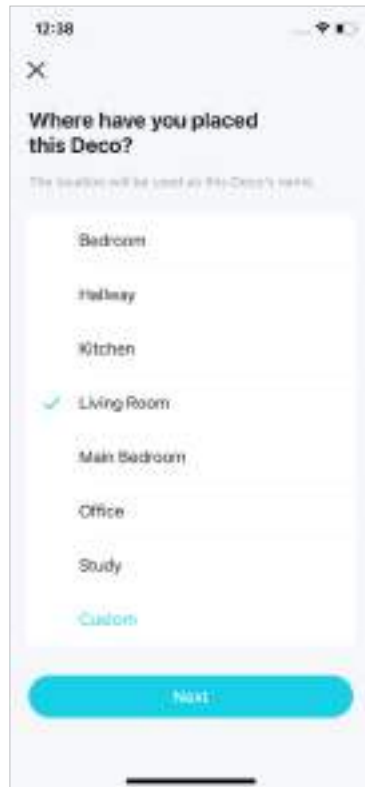 12:38
Where have you placed
this Deco?
The location will be used as this Deco's name.
Bedroom
Hallway
Kitchen
Living Room
Main Bedroom
Office
Study
Custom
Next